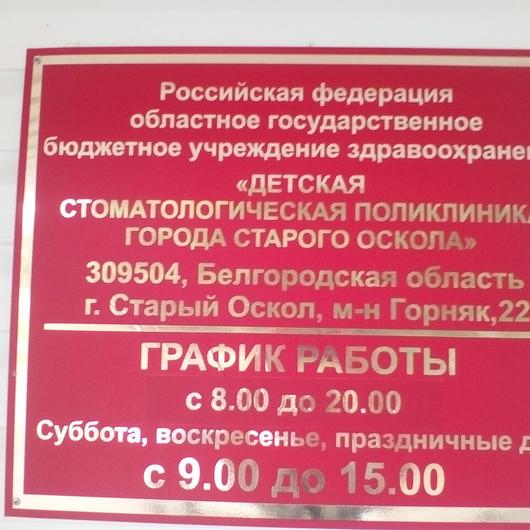 Российская федерация
областное государственное
бюджетное учреждение здравоохранен
«ДЕТСКАЯ
СТОМАТОЛОГИЧЕСКАЯ ПОЛИКЛИНИКА
ГОРОДА СТАРОГО ОСКОЛА»
309504, Белгородская область
г. Старый Оскол, м-н Горняк,22
ГРАФИК РАБОТЫ
с 8.00 до 20.00
Суббота, воскресенье, праздничные д
с 9.00 до 15.00